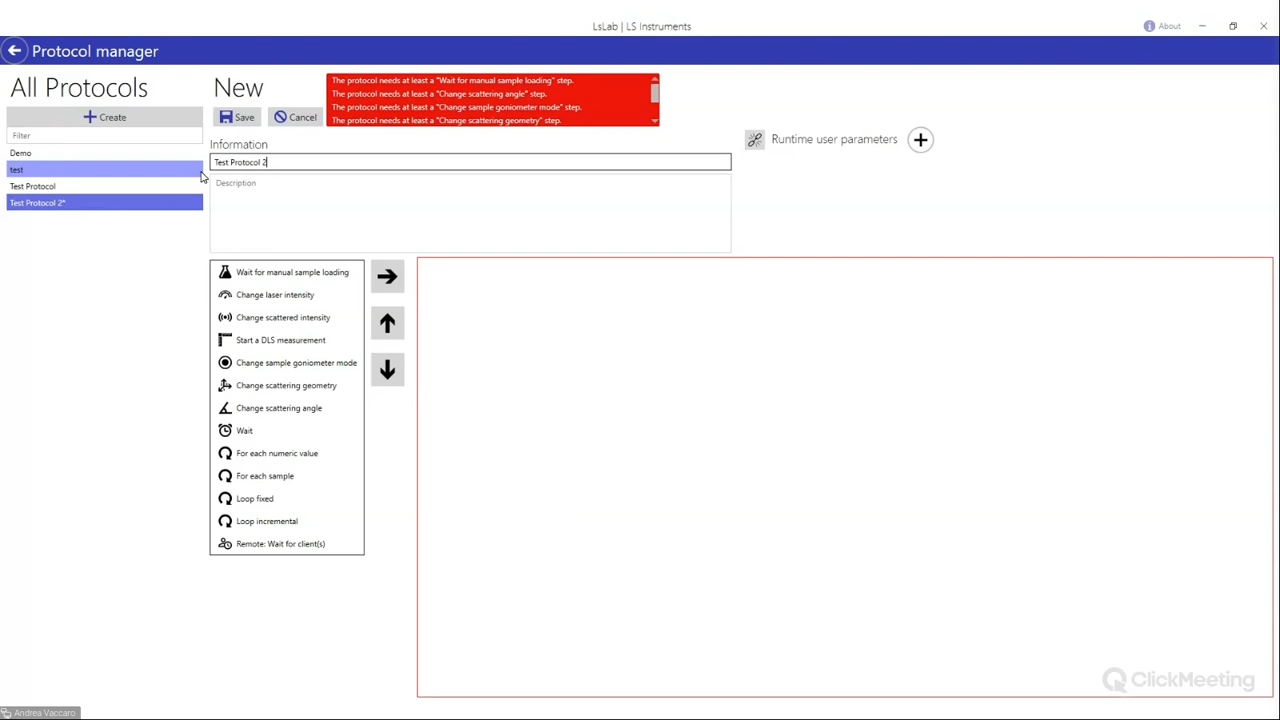 LsLab | LS Instruments
About
Protocol manager
All Protocols
Create
Filter
Demo
test
Test Protocol
Test Protocol 2*
New
Save
Cancel
The protocol needs at least a "Wait for manual sample loading" step.
The protocol needs at least a "Change scattering angle" step.
The protocol needs at least a "Change sample goniometer mode" step.
The protocol needs at least a "Change scattering geometry" step.
Information
Test Protocol 2
Description
Runtime user parameters
Wait for manual sample loading
Change laser intensity
Change scattered intensity
Start a DLS measurement
Change sample goniometer mode
Change scattering geometry
Change scattering angle
Wait
For each numeric value
For each sample
Loop fixed
Loop incremental
Remote: Wait for client(s)
ClickMeeting
Andrea Vaccaro